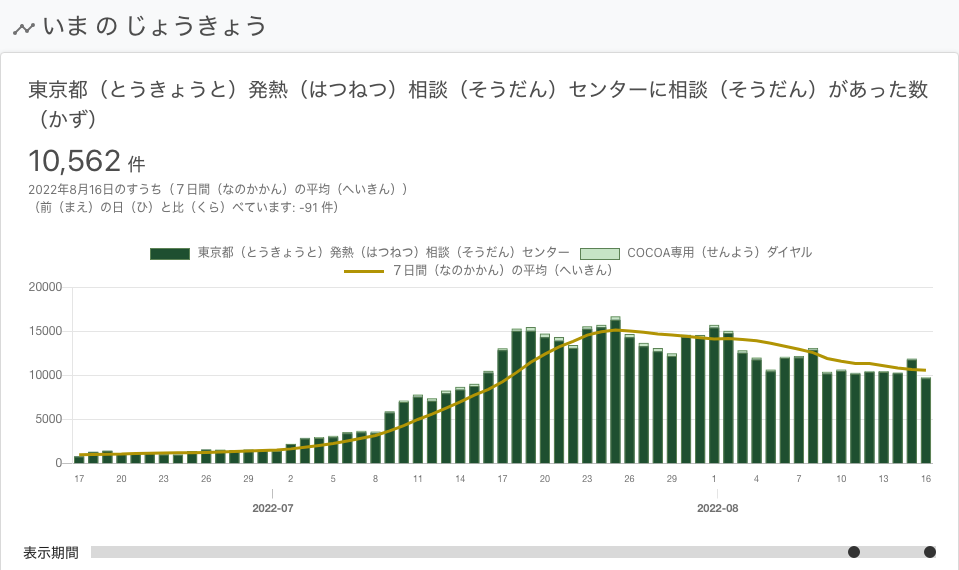 いま の じょうきょう
東京都（とうきょうと）発熱（はつねつ）相談（そうだん）センターに相談（そうだん）があった数
（かず）
10,562 件
2022年8月16日のすうち（７日間（なのかかん）の平均（へいきん））
（前（まえ）の日（ひ）と比（くら）べています: -91 件）
東京都（とうきょうと）発熱（はつねつ）相談（そうだん）センター COCOA専用（せんよう）ダイヤル
７日間（なのかかん）の平均（へいきん）
20000
15000
10000
5000
0
17 20 23 26 29 2 5 8 11 14 17 20 23 26 29 1 4 7 10 13 16
2022-07 2022-08
表示期間